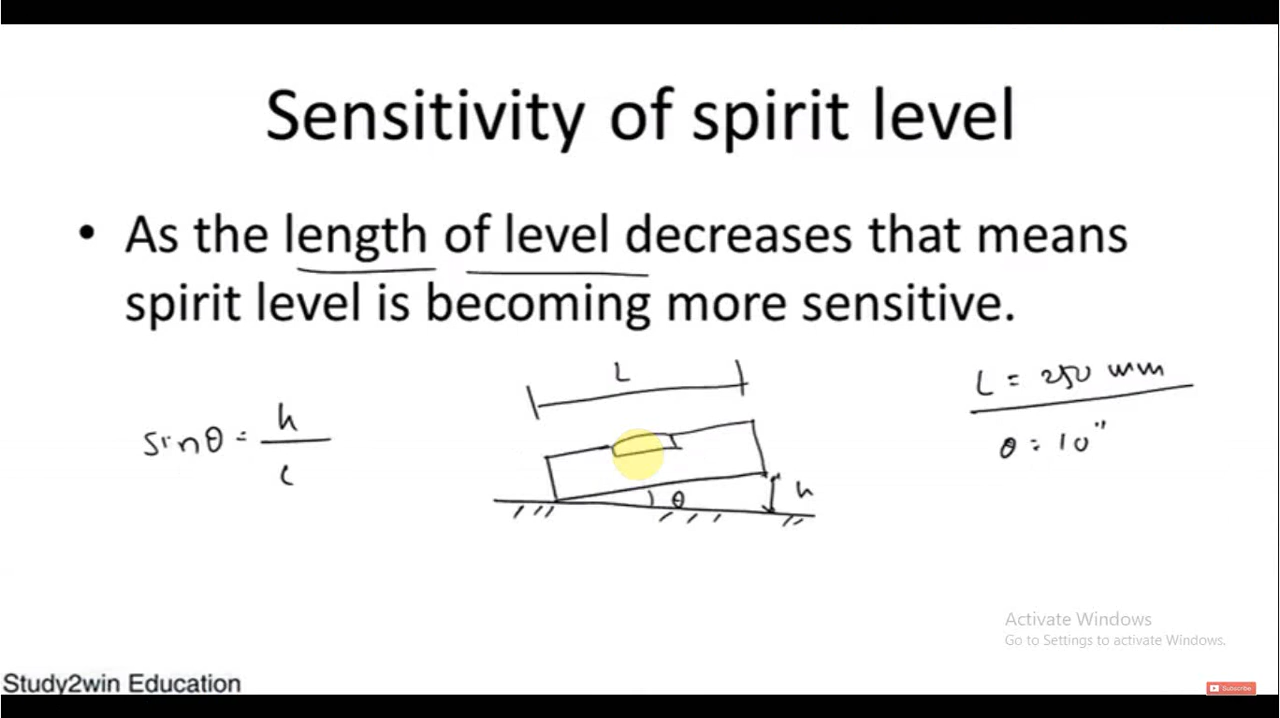 Sensitivity of spirit level
• As the length of level decreases that means
spirit level is becoming more sensitive.
L
L = 250 mm
sinθ = h
L
θ = 10"
θ
h
Activate Windows
Go to Settings to activate Windows.
Study2win Education
Subscribe